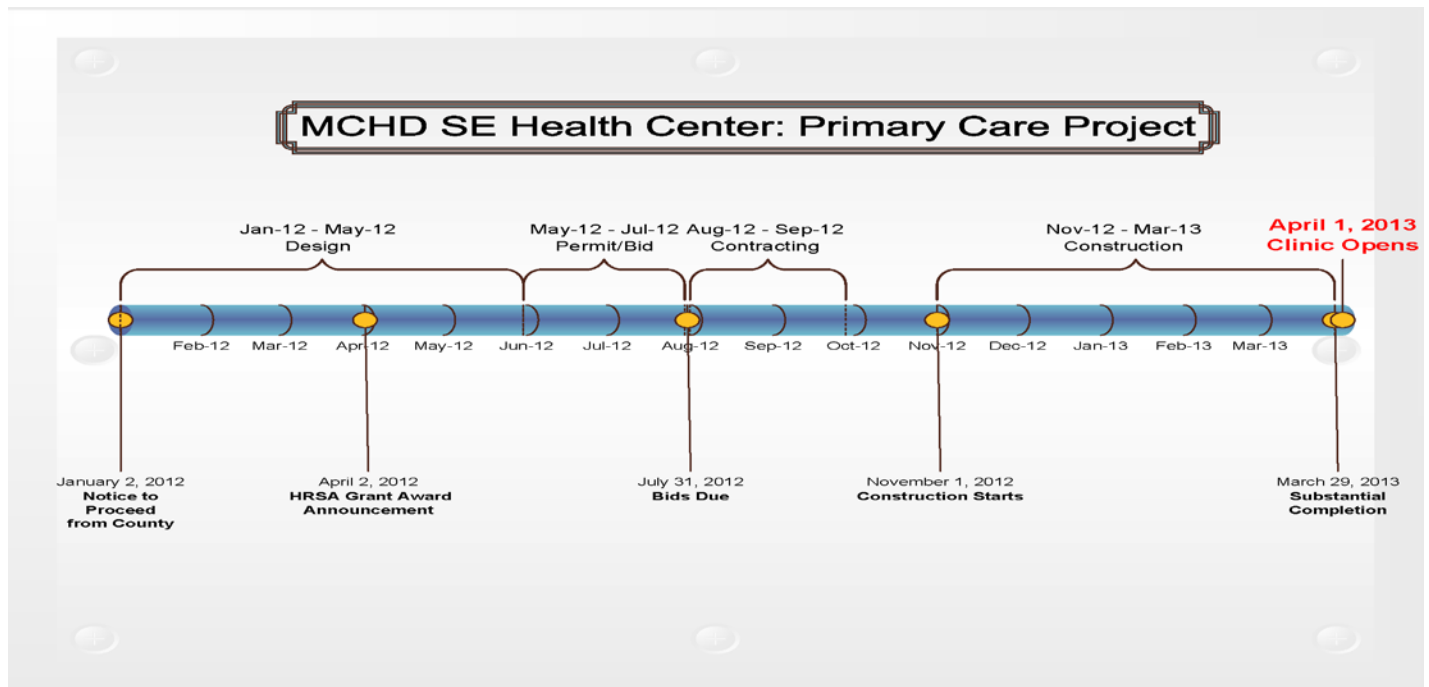 MCHD SE Health Center: Primary Care Project
Jan-12 - May-12
Design
May-12 - Jul-12
Permit/Bid
Aug-12 - Sep-12
Contracting
Nov-12 - Mar-13
Construction
April 1, 2013
Clinic Opens
Feb-12 Mar-12 Apr-12 May-12 Jun-12 Jul-12 Aug-12 Sep-12 Oct-12 Nov-12 Dec-12 Jan-13 Feb-13 Mar-13
January 2, 2012
Notice to
Proceed
from County
April 2, 2012
HRSA Grant Award
Announcement
July 31, 2012
Bids Due
November 1, 2012
Construction Starts
March 29, 2013
Substantial
Completion